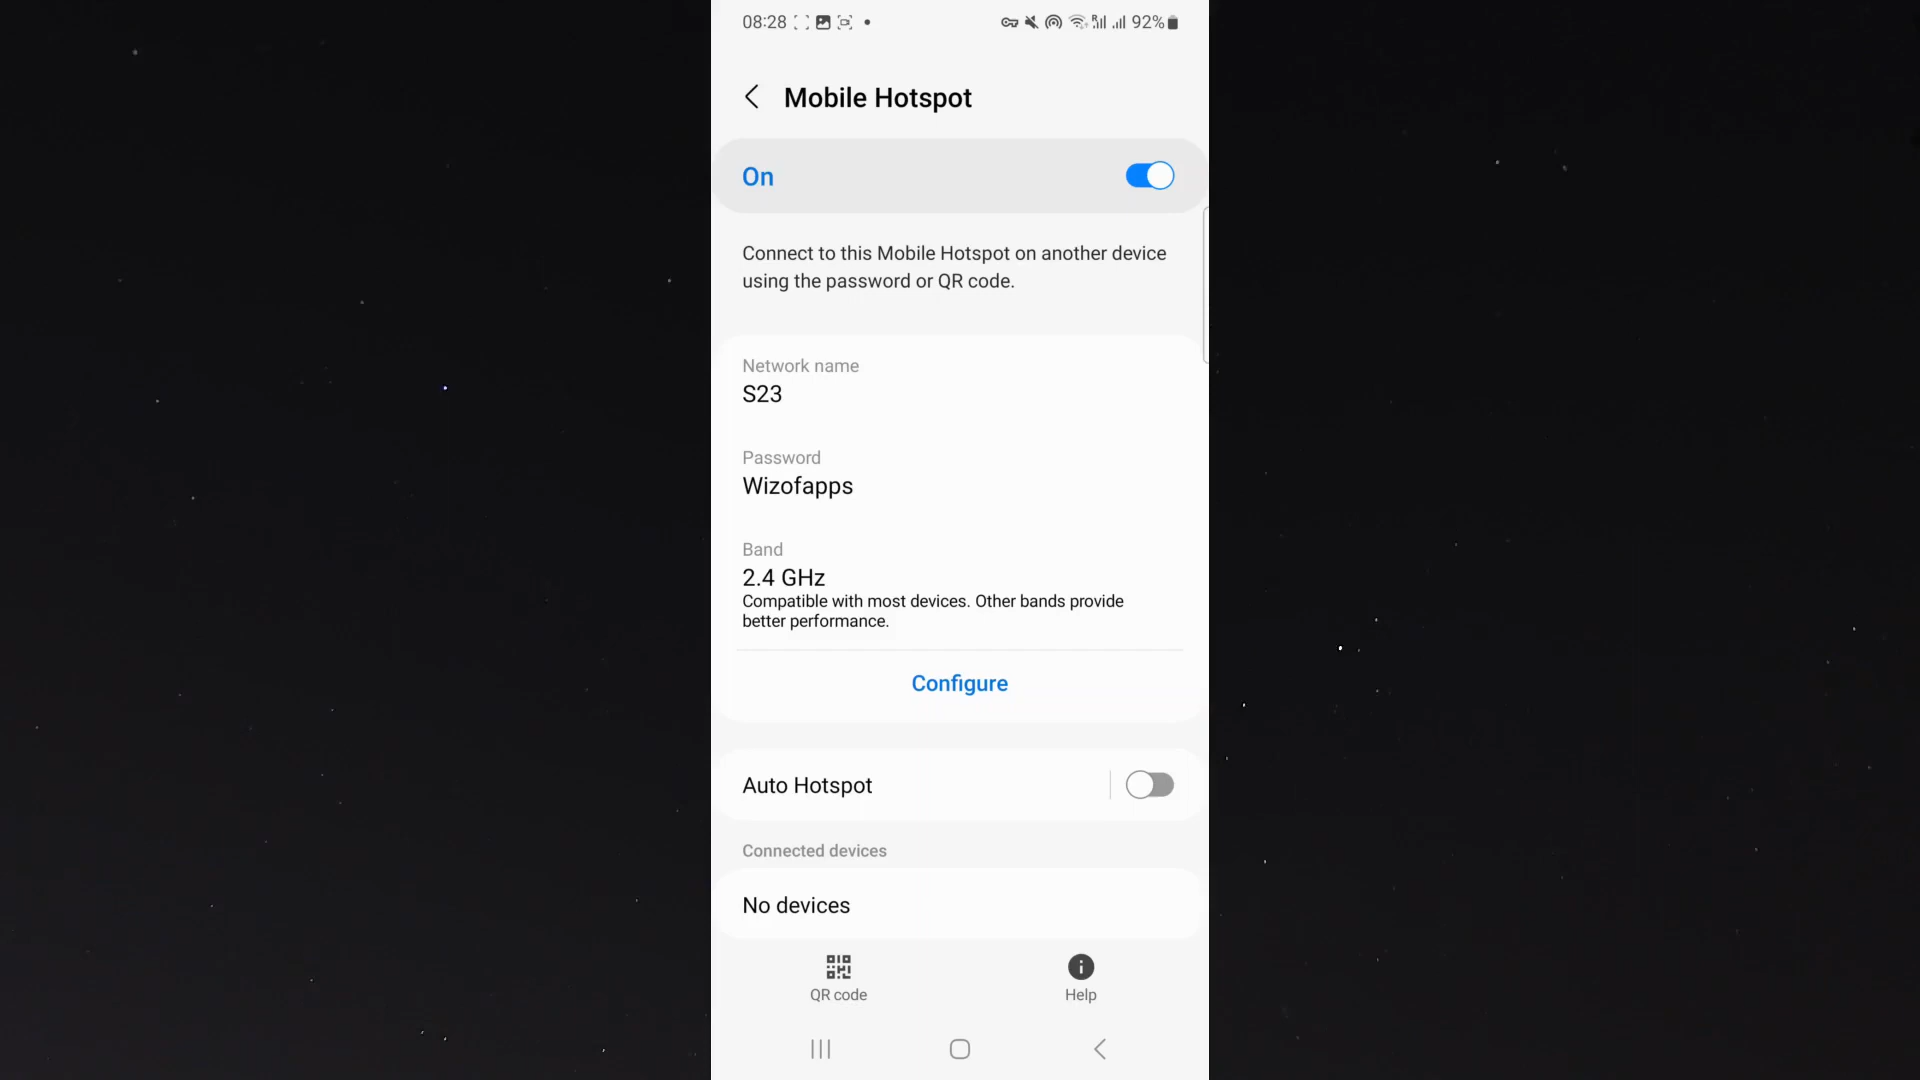 08:28 92%
Mobile Hotspot
On
Connect to this Mobile Hotspot on another device
using the password or QR code.
Network name
S23
Password
Wizofapps
Band
2.4 GHz
Compatible with most devices. Other bands provide
better performance.
Configure
Auto Hotspot
Connected devices
No devices
QR code Help